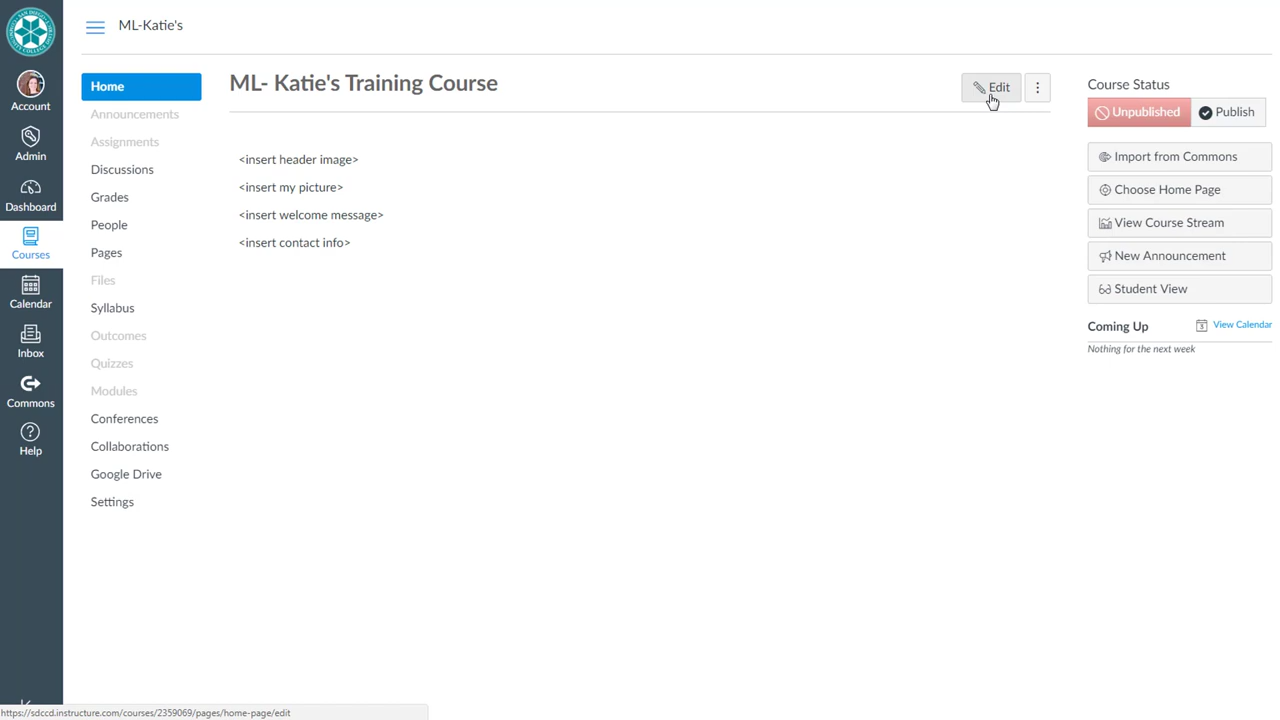 ML-Katie's
Account
Admin
Dashboard
Courses
Calendar
Inbox
Commons
Help
Home
Announcements
Assignments
Discussions
Grades
People
Pages
Files
Syllabus
Outcomes
Quizzes
Modules
Conferences
Collaborations
Google Drive
Settings
ML- Katie's Training Course
Edit
<insert header image>
<insert my picture>
<insert welcome message>
<insert contact info>
Course Status
Unpublished Publish
Import from Commons
Choose Home Page
View Course Stream
New Announcement
Student View
Coming Up View Calendar
Nothing for the next week
https://sdccd.instructure.com/courses/2359069/pages/home-page/edit